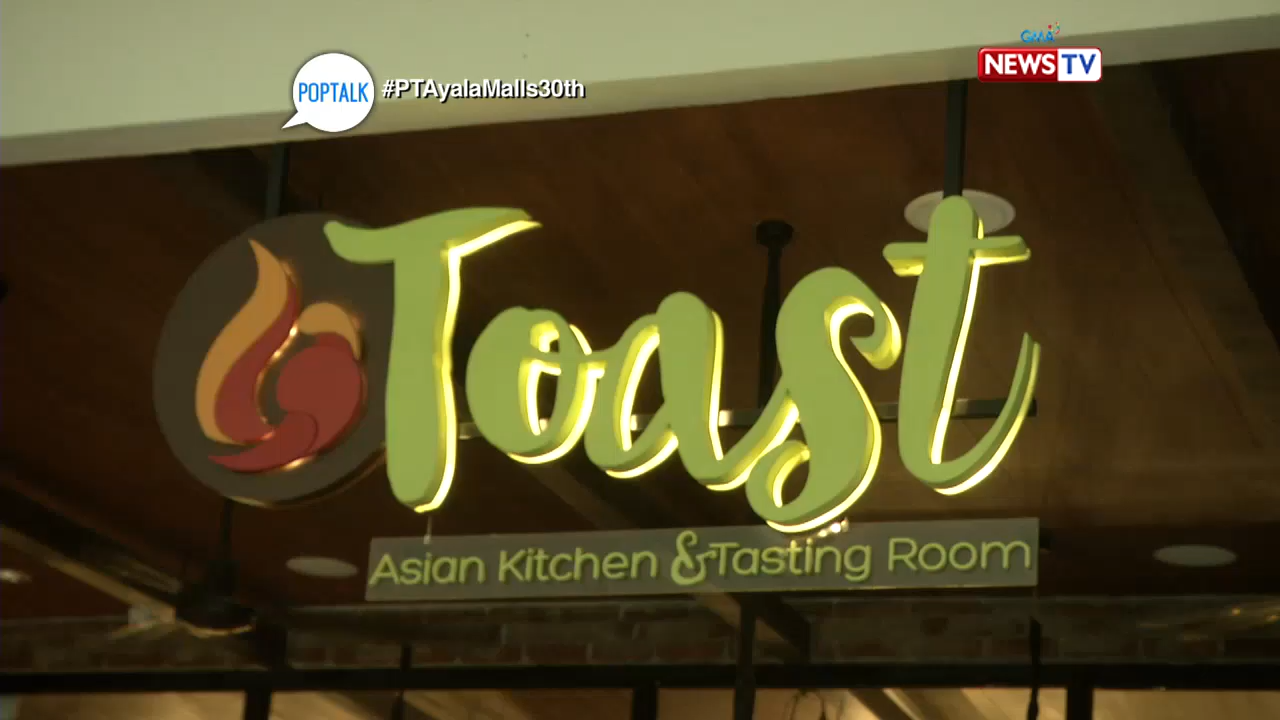 GMA
NEWS TV
POPTALK
#PTAyalaMalls30th
Toast
Asian Kitchen & Tasting Room